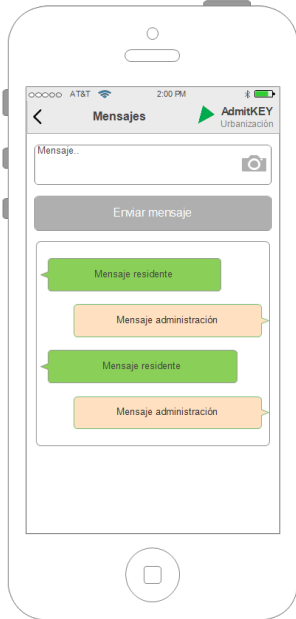 AT&T 2:00 PM
Mensajes
AdmitKEY
Urbanización
Mensaje..
Enviar mensaje
Mensaje residente
Mensaje administración
Mensaje residente
Mensaje administración